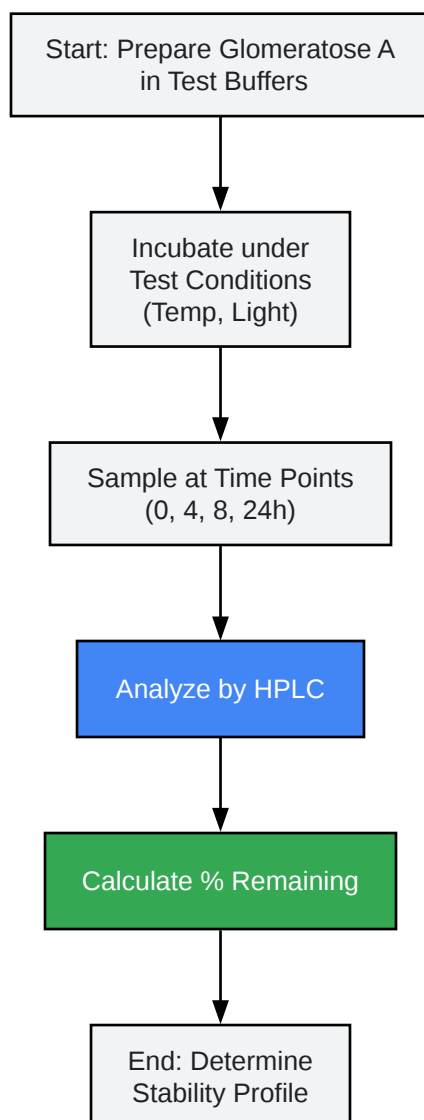 Start: Prepare Glomeratose A
in Test Buffers
Incubate under
Test Conditions
(Temp, Light)
Sample at Time Points
(0, 4, 8, 24h)
Analyze by HPLC
Calculate % Remaining
End: Determine
Stability Profile